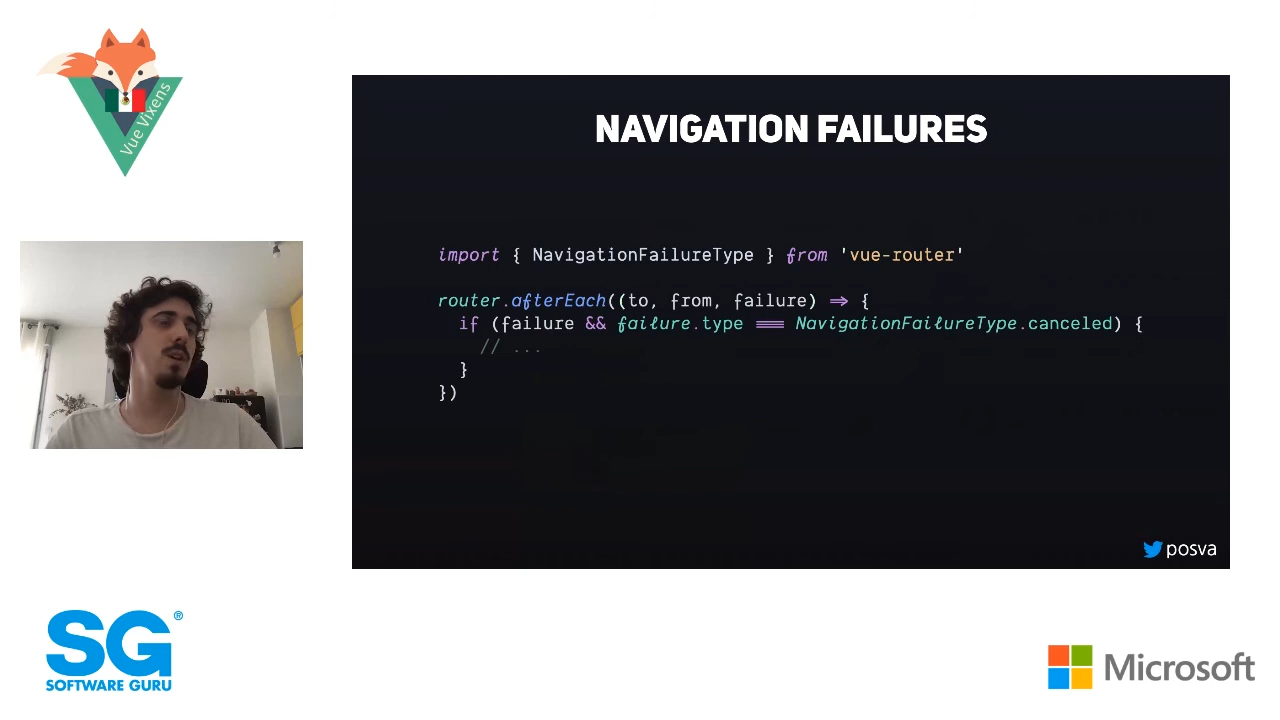 Vue Vixens
NAVIGATION FAILURES
import { NavigationFailureType } from 'vue-router'
router.afterEach((to, from, failure) => {
if (failure && failure.type === NavigationFailureType.canceled) {
// ...
}
})
posva
SG®
SOFTWARE GURU
Microsoft